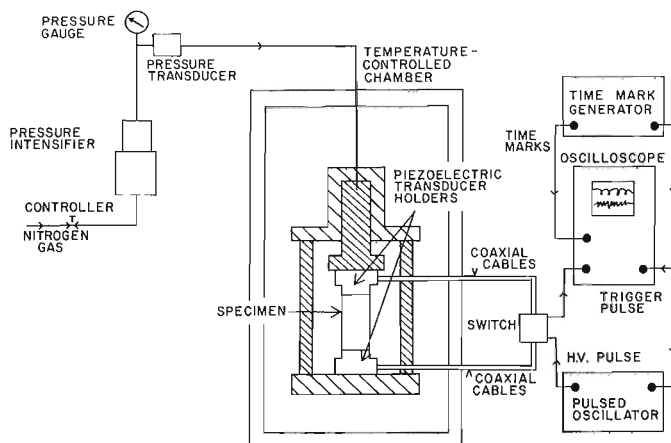 PRESSURE
GAUGE
PRESSURE
TRANSDUCER
TEMPERATURE-
CONTROLLED
CHAMBER
PRESSURE
INTENSIFIER
CONTROLLER
NITROGEN
GAS
PIEZOELECTRIC
TRANSDUCER
HOLDERS
SPECIMEN
COAXIAL
CABLES
SWITCH
COAXIAL
CABLES
TIME MARK
GENERATOR
TIME
MARKS
OSCILLOSCOPE
TRIGGER
PULSE
H.V. PULSE
PULSED
OSCILLATOR